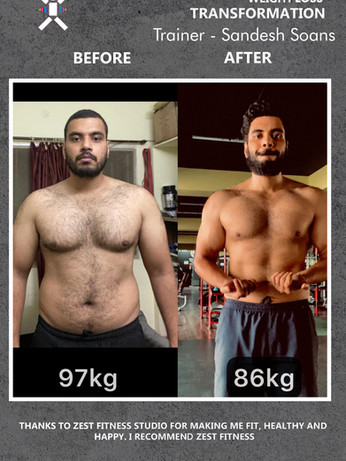 WEIGHT LOSS
TRANSFORMATION
Trainer - Sandesh Soans
BEFORE AFTER
97kg 86kg
THANKS TO ZEST FITNESS STUDIO FOR MAKING ME FIT, HEALTHY AND
HAPPY. I RECOMMEND ZEST FITNESS